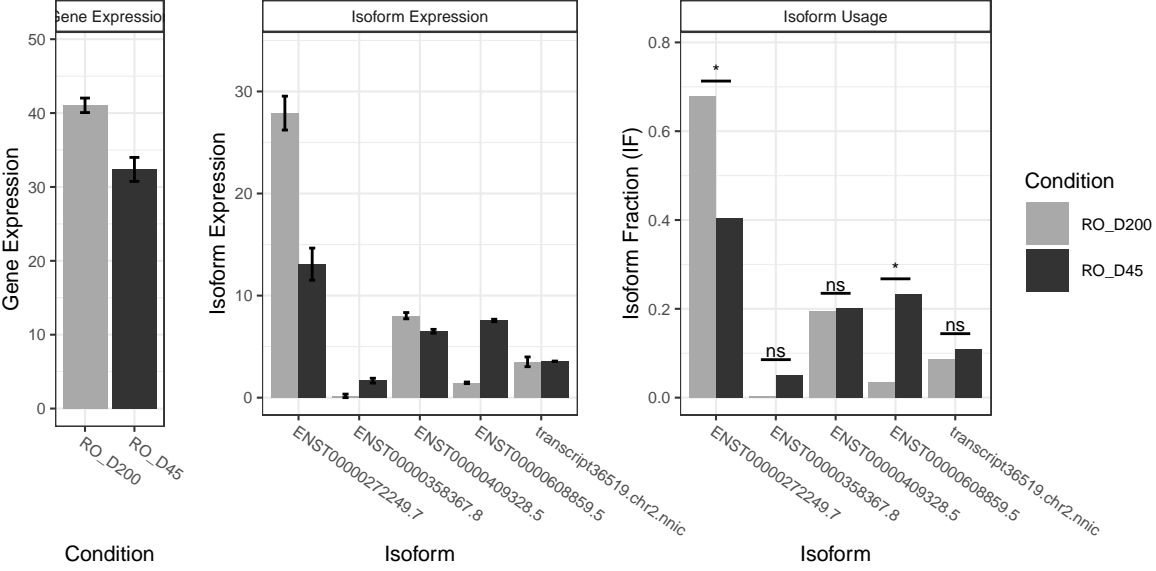 Gene Expression
Isoform Expression
Isoform Usage
50
40
30
20
10
0
Gene Expression
RO_D200
RO_D45
Condition
30
20
10
0
Isoform Expression
ENST00000272249.7
ENST00000358367.8
ENST00000409328.5
ENST00000608859.5
transcript36519.chr2.nnic
Isoform
0.8
0.6
0.4
0.2
0.0
Isoform Fraction (IF)
*
ns
ns
*
ns
ENST00000272249.7
ENST00000358367.8
ENST00000409328.5
ENST00000608859.5
transcript36519.chr2.nnic
Isoform
Condition
RO_D200
RO_D45